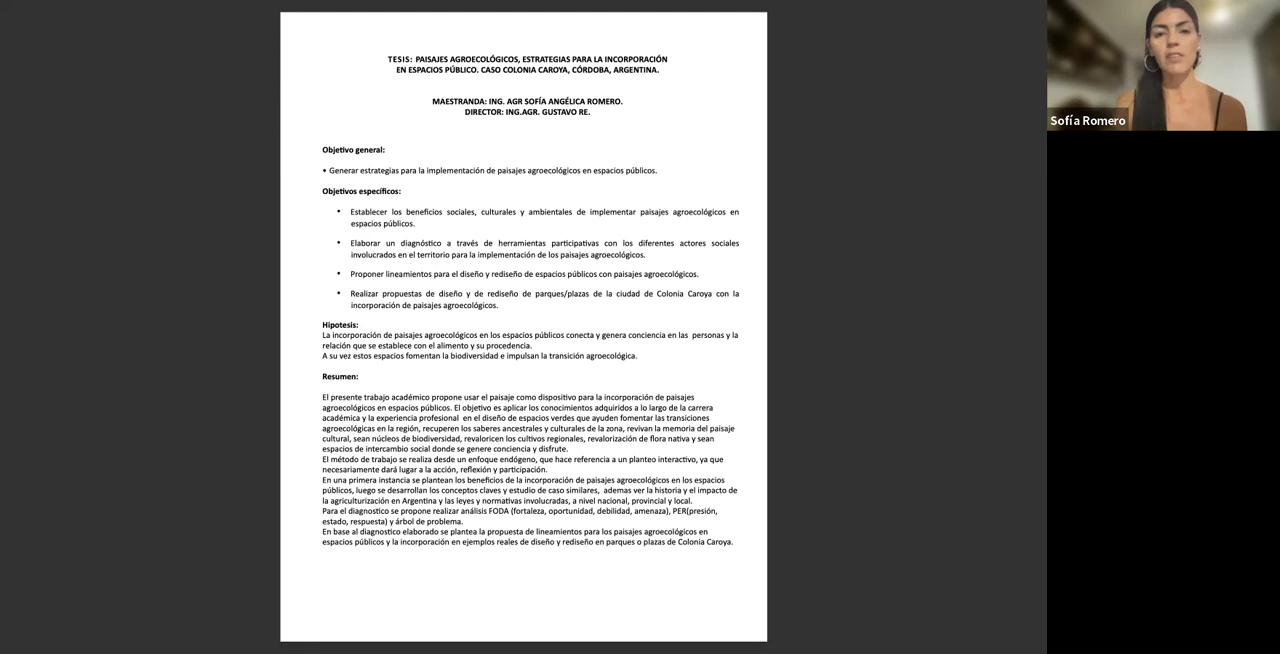 TESIS: PAISAJES AGROECOLÓGICOS, ESTRATEGIAS PARA LA INCORPORACIÓN
EN ESPACIOS PÚBLICO. CASO COLONIA CAROYA, CÓRDOBA, ARGENTINA.
MAESTRANDA: ING. AGR SOFÍA ANGÉLICA ROMERO.
DIRECTOR: ING.AGR. GUSTAVO RE.
Objetivo general:
• Generar estrategias para la implementación de paisajes agroecológicos en espacios públicos.
Objetivos específicos:
• Establecer los beneficios sociales, culturales y ambientales de implementar paisajes agroecológicos en
espacios públicos.
• Elaborar un diagnóstico a través de herramientas participativas con los diferentes actores sociales
involucrados en el territorio para la implementación de los paisajes agroecológicos.
• Proponer lineamientos para el diseño y rediseño de espacios públicos con paisajes agroecológicos.
• Realizar propuestas de diseño y de rediseño de parques/plazas de la ciudad de Colonia Caroya con la
incorporación de paisajes agroecológicos.
Hipotesis:
La incorporación de paisajes agroecológicos en los espacios públicos conecta y genera conciencia en las personas y la
relación que se establece con el alimento y su procedencia.
A su vez estos espacios fomentan la biodiversidad e impulsan la transición agroecológica.
Resumen:
El presente trabajo académico propone usar el paisaje como dispositivo para la incorporación de paisajes
agroecológicos en espacios públicos. El objetivo es aplicar los conocimientos adquiridos a lo largo de la carrera
académica y la experiencia profesional en el diseño de espacios verdes que ayuden fomentar las transiciones
agroecológicas en la región, recuperen los saberes ancestrales y culturales de la zona, revivan la memoria del paisaje
cultural, sean núcleos de biodiversidad, revaloricen los cultivos regionales, revalorización de flora nativa y sean
espacios de intercambio social donde se genere conciencia y disfrute.
El método de trabajo se realiza desde un enfoque endógeno, que hace referencia a un planteo interactivo, ya que
necesariamente dará lugar a la acción, reflexión y participación.
En una primera instancia se plantean los beneficios de la incorporación de paisajes agroecológicos en los espacios
públicos, luego se desarrollan los conceptos claves y estudio de caso similares, ademas ver la historia y el impacto de
la agriculturización en Argentina y las leyes y normativas involucradas, a nivel nacional, provincial y local.
Para el diagnostico se propone realizar análisis FODA (fortaleza, oportunidad, debilidad, amenaza), PER(presión,
estado, respuesta) y árbol de problema.
En base al diagnostico elaborado se plantea la propuesta de lineamientos para los paisajes agroecológicos en
espacios públicos y la incorporación en ejemplos reales de diseño y rediseño en parques o plazas de Colonia Caroya.
Sofía Romero